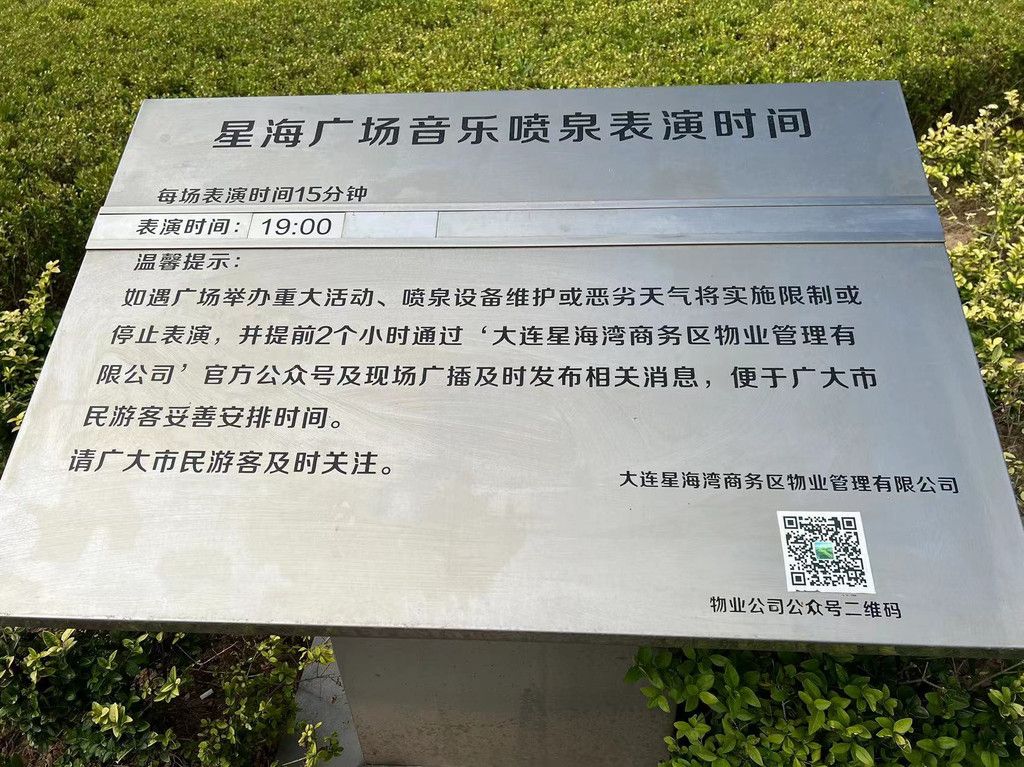 星海广场音乐喷泉表演时间
每场表演时间15分钟
表演时间：19:00
温馨提示：
如遇广场举办重大活动、喷泉设备维护或恶劣天气将实施限制或
停止表演，并提前2个小时通过‘大连星海湾商务区物业管理有
限公司’官方公众号及现场广播及时发布相关消息，便于广大市
民游客妥善安排时间。
请广大市民游客及时关注。
大连星海湾商务区物业管理有限公司
物业公司公众号二维码